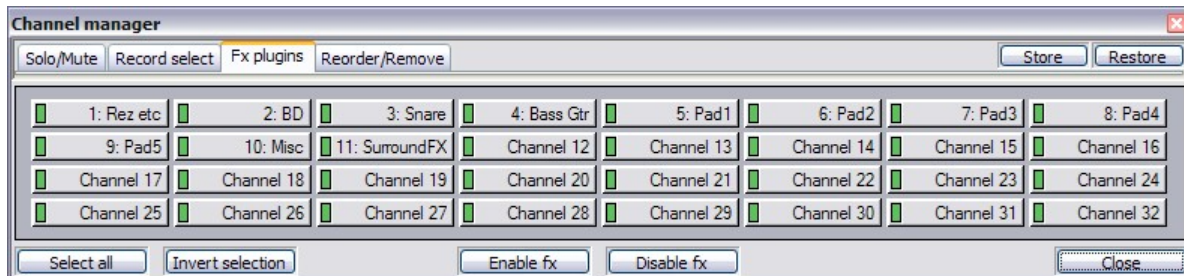 Channel manager
Solo/Mute Record select Fx plugins Reorder/Remove Store Restore
1: Rez etc 2: BD 3: Snare 4: Bass Gtr 5: Pad1 6: Pad2 7: Pad3 8: Pad4
9: Pad5 10: Misc 11: SurroundFX Channel 12 Channel 13 Channel 14 Channel 15 Channel 16
Channel 17 Channel 18 Channel 19 Channel 20 Channel 21 Channel 22 Channel 23 Channel 24
Channel 25 Channel 26 Channel 27 Channel 28 Channel 29 Channel 30 Channel 31 Channel 32
Select all Invert selection Enable fx Disable fx Close